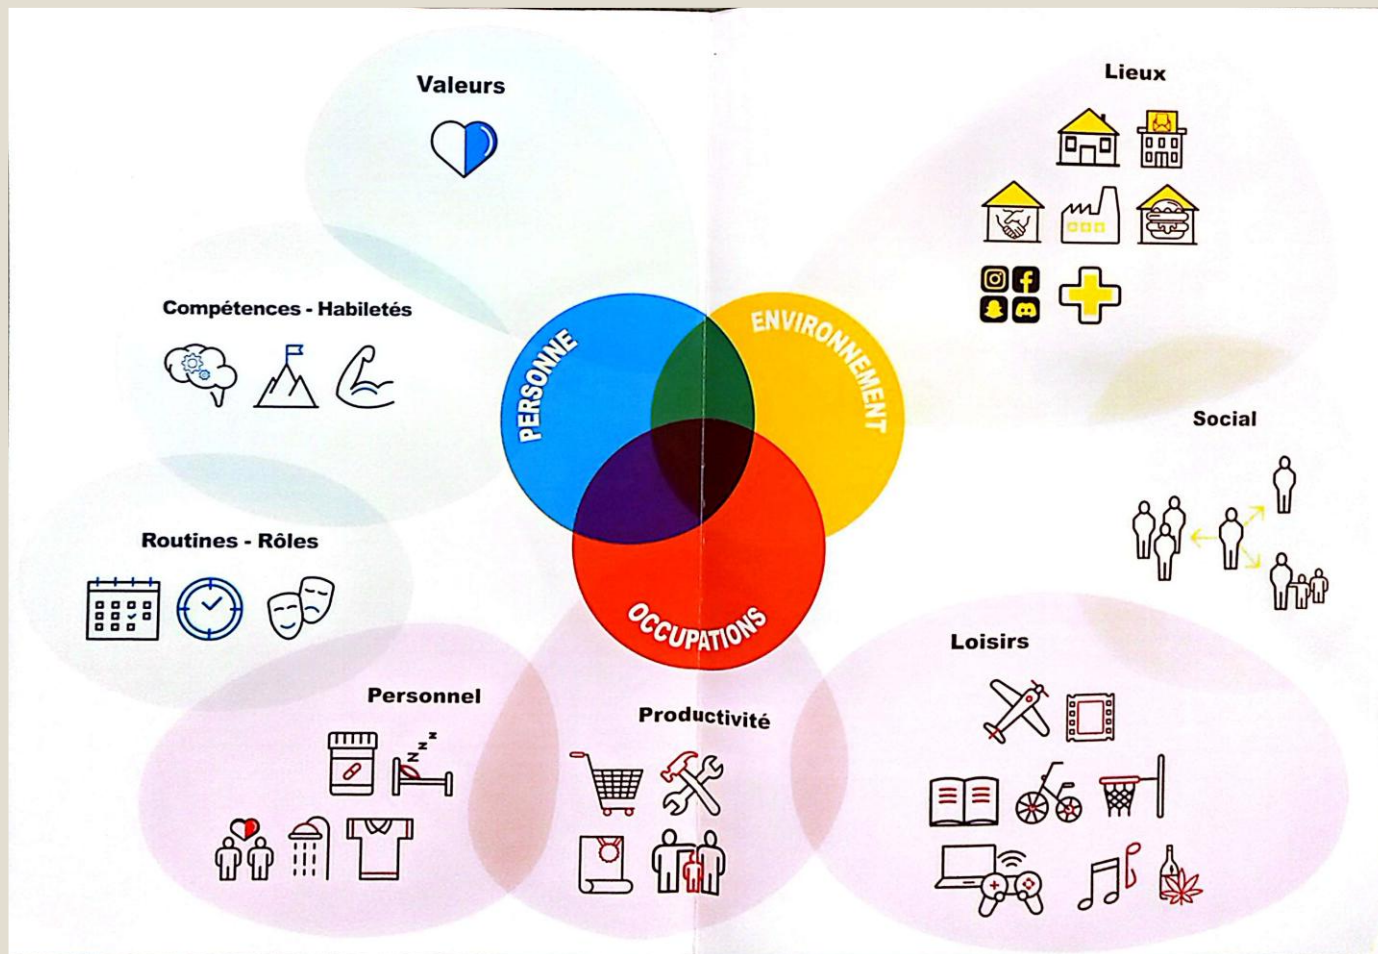 Valeurs
Lieux
Compétences - Habiletés
PERSONNE
ENVIRONNEMENT
Social
Routines - Rôles
OCCUPATIONS
Loisirs
Personnel
Productivité
z z z